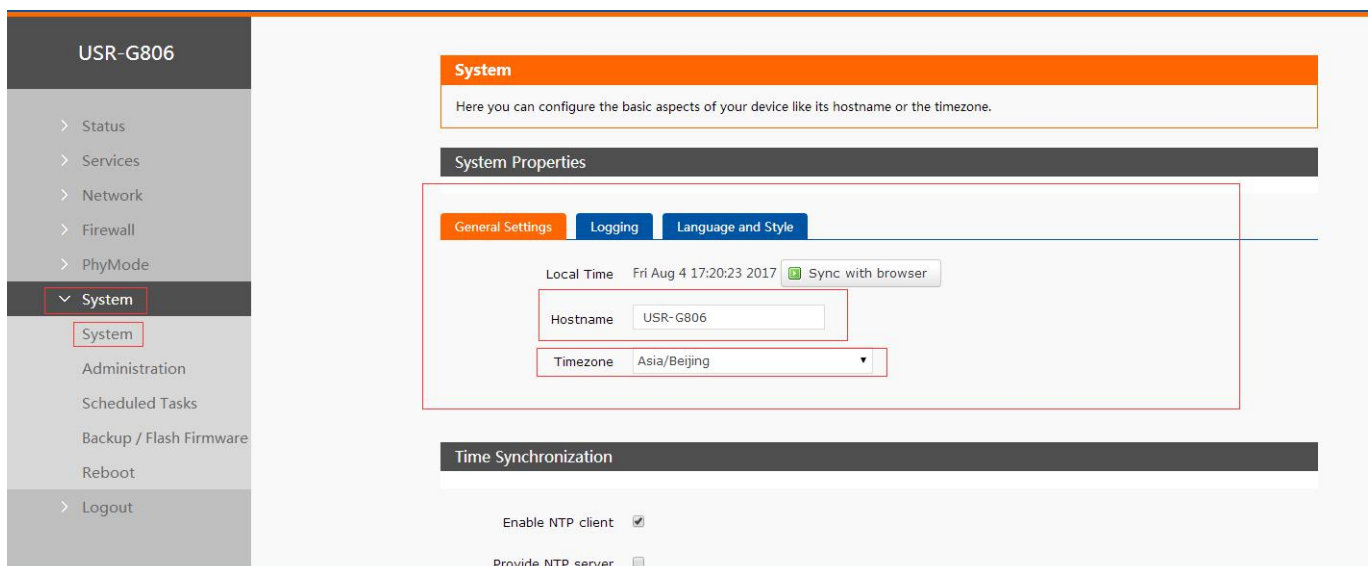 USR-G806
Status
Services
Network
Firewall
PhyMode
System
System
Administration
Scheduled Tasks
Backup / Flash Firmware
Reboot
Logout
System
Here you can configure the basic aspects of your device like its hostname or the timezone.
System Properties
General Settings Logging Language and Style
Local Time Fri Aug 4 17:20:23 2017 Sync with browser
Hostname USR-G806
Timezone Asia/Beijing
Time Synchronization
Enable NTP client
Provide NTP server